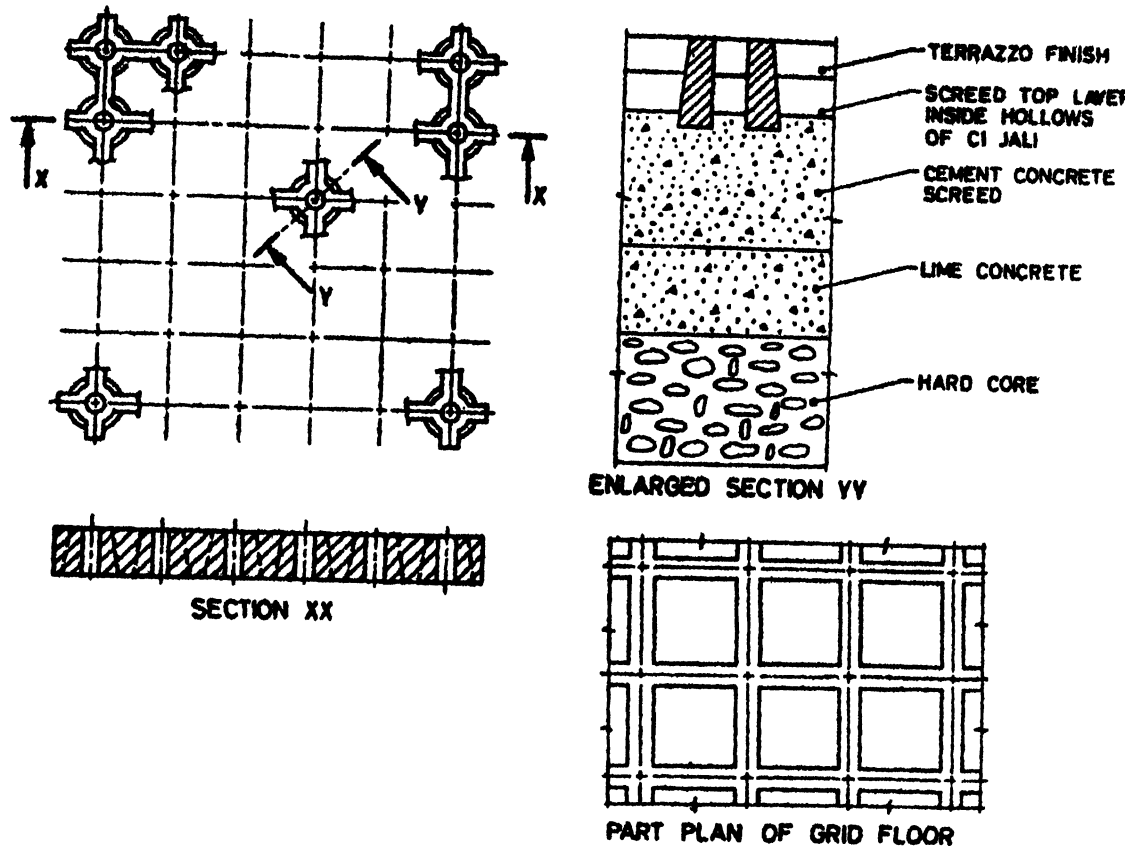 X
X
Y
Y
SECTION XX
TERRAZZO FINISH
SCREED TOP LAYER
INSIDE HOLLOWS
OF CI JALI
CEMENT CONCRETE
SCREED
LIME CONCRETE
HARD CORE
ENLARGED SECTION YY
PART PLAN OF GRID FLOOR